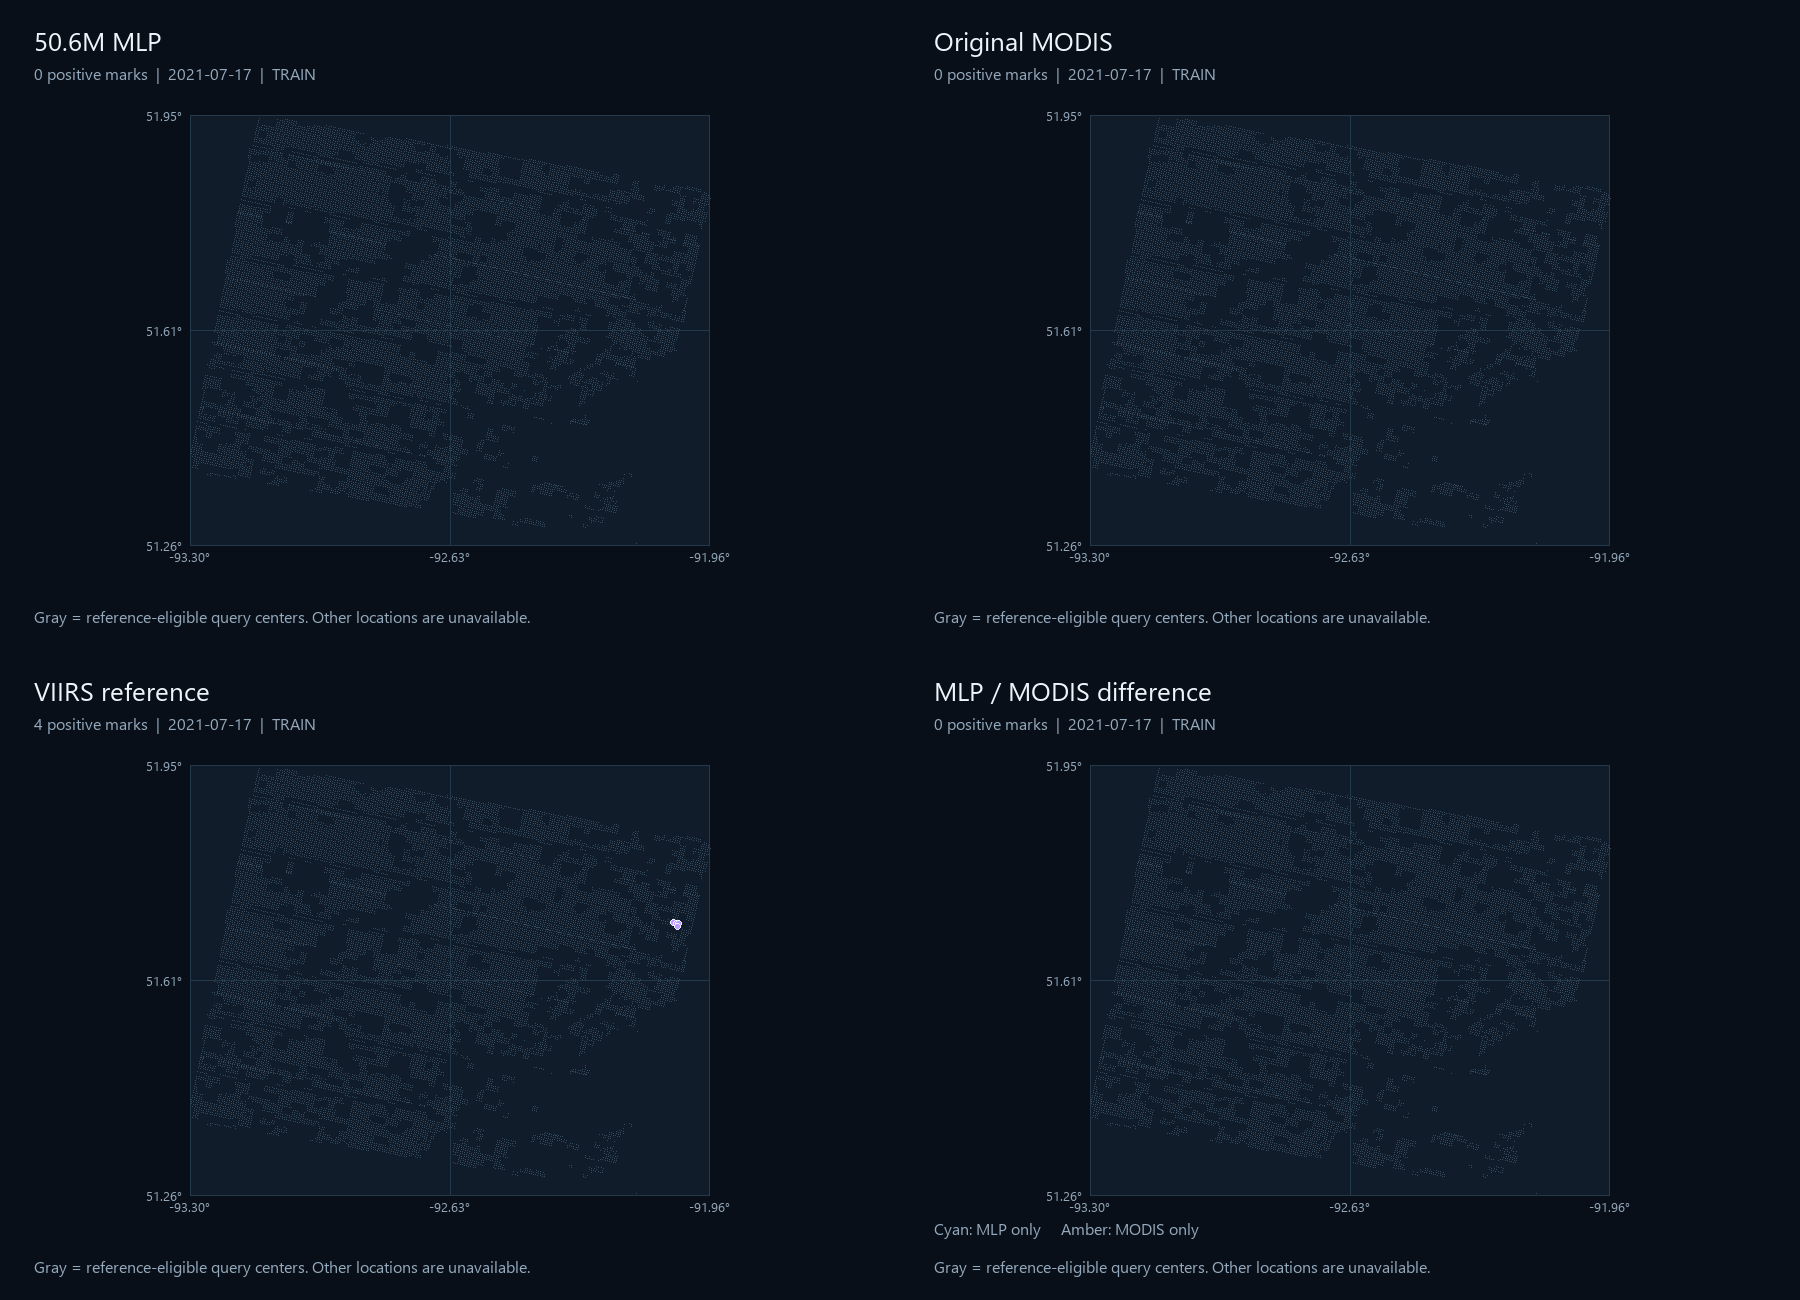 50.6M MLP
0 positive marks | 2021-07-17 | TRAIN
51.95°
51.61°
51.26°
-93.30°
-92.63°
-91.96°
Gray = reference-eligible query centers. Other locations are unavailable.
Original MODIS
0 positive marks | 2021-07-17 | TRAIN
51.95°
51.61°
51.26°
-93.30°
-92.63°
-91.96°
Gray = reference-eligible query centers. Other locations are unavailable.
VIIRS reference
4 positive marks | 2021-07-17 | TRAIN
51.95°
51.61°
51.26°
-93.30°
-92.63°
-91.96°
Gray = reference-eligible query centers. Other locations are unavailable.
MLP / MODIS difference
0 positive marks | 2021-07-17 | TRAIN
51.95°
51.61°
51.26°
-93.30°
-92.63°
-91.96°
Cyan: MLP only Amber: MODIS only
Gray = reference-eligible query centers. Other locations are unavailable.